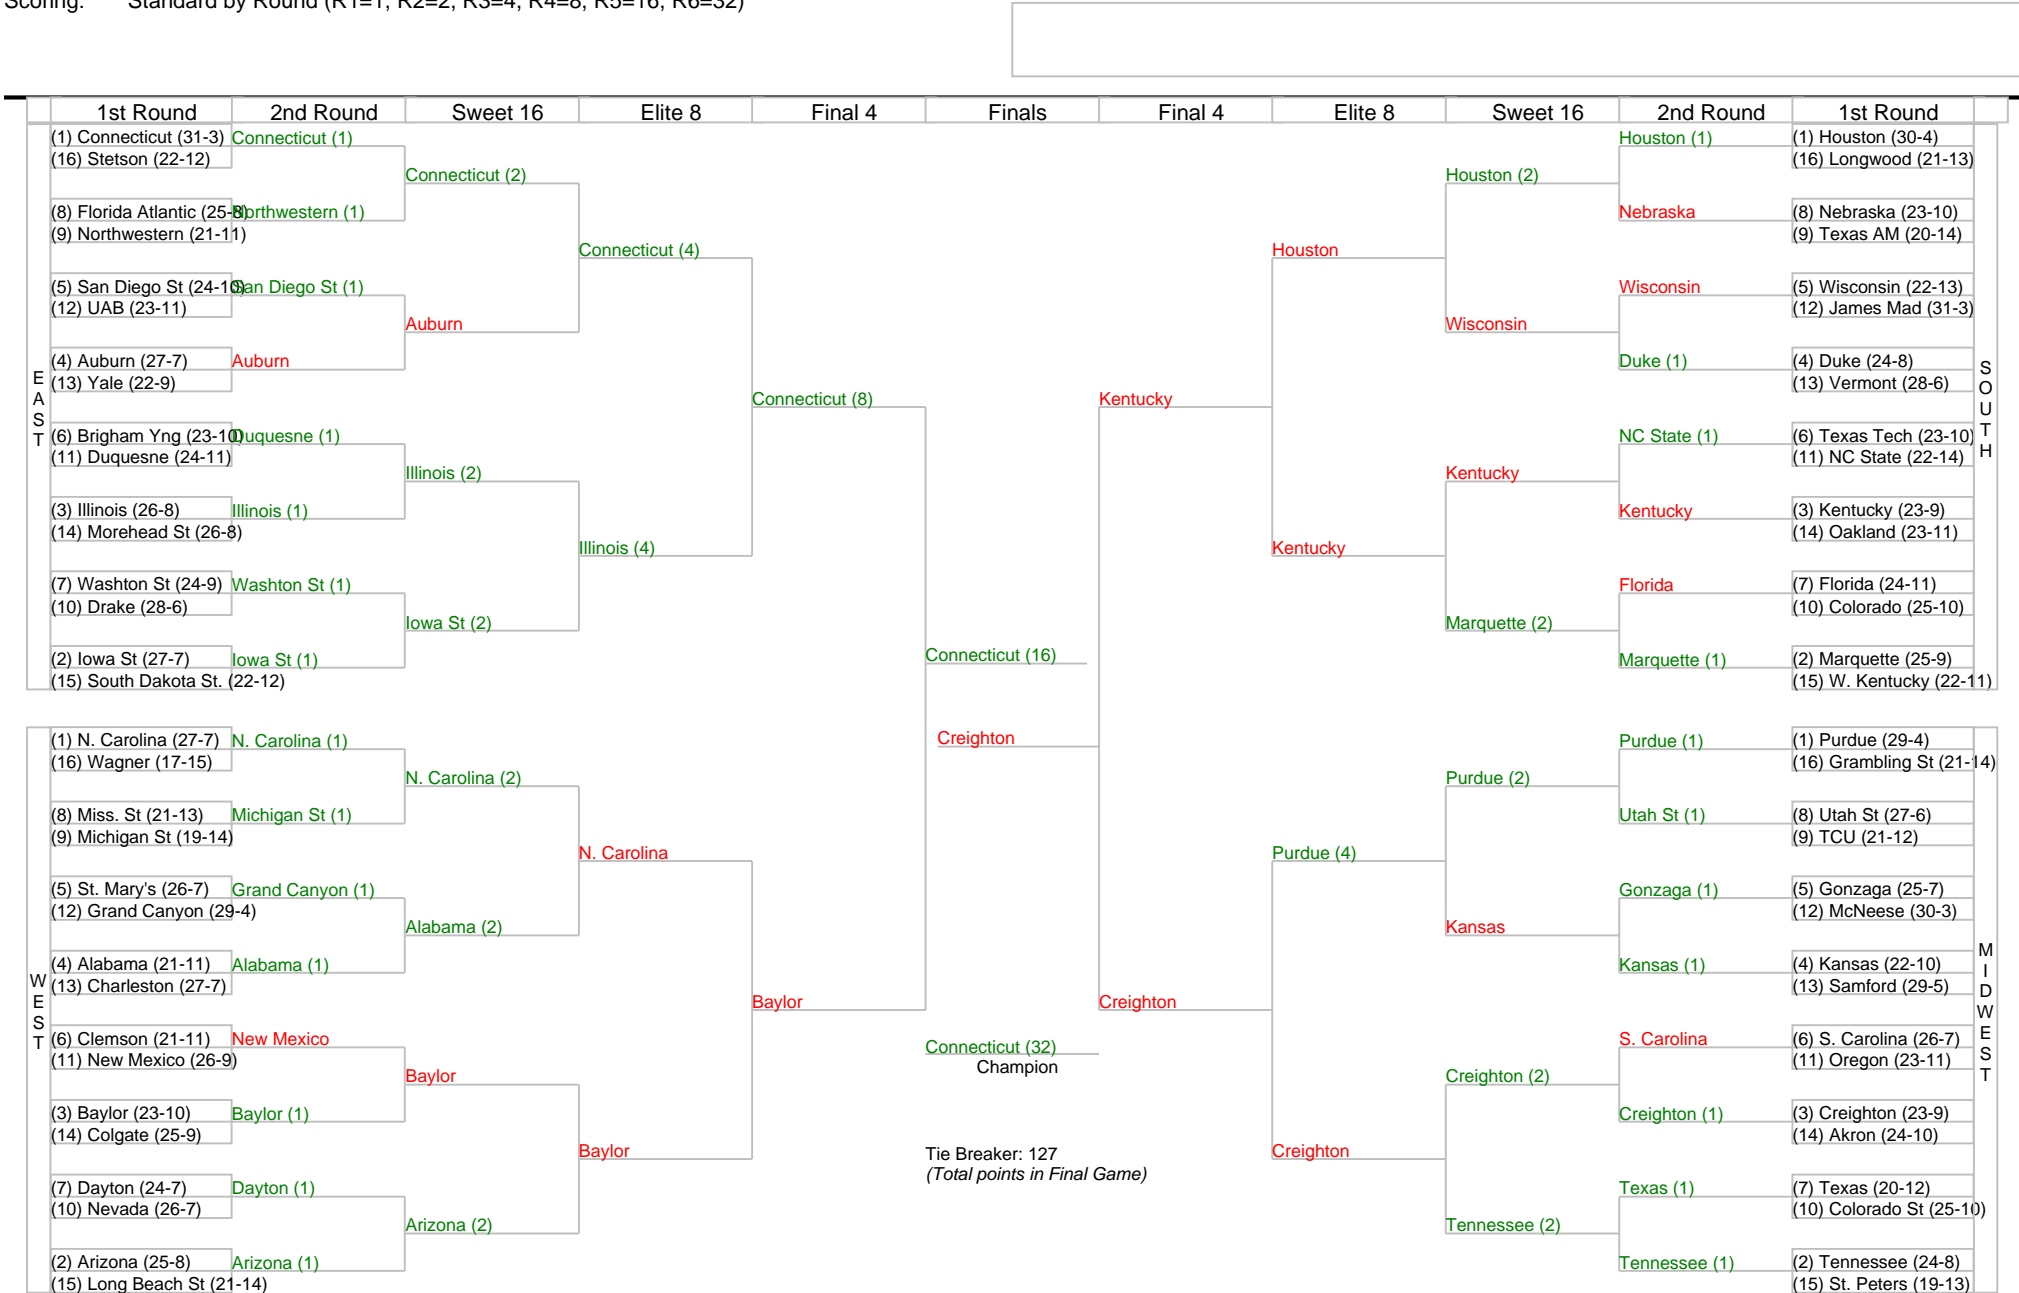 Scoring: Standard by Round (R1=1, R2=2, R3=4, R4=8, R5=16, R6=32)
1st Round 2nd Round Sweet 16 Elite 8 Final 4 Finals Final 4 Elite 8 Sweet 16 2nd Round 1st Round
EAST
(1) Connecticut (31-3)
(16) Stetson (22-12)
(8) Florida Atlantic (25-8)
(9) Northwestern (21-11)
(5) San Diego St (24-10)
(12) UAB (23-11)
(4) Auburn (27-7)
(13) Yale (22-9)
(6) Brigham Yng (23-10)
(11) Duquesne (24-11)
(3) Illinois (26-8)
(14) Morehead St (26-8)
(7) Washton St (24-9)
(10) Drake (28-6)
(2) Iowa St (27-7)
(15) South Dakota St. (22-12)
Connecticut (1)
Northwestern (1)
San Diego St (1)
Auburn
Duquesne (1)
Illinois (1)
Washton St (1)
Iowa St (1)
Connecticut (2)
Auburn
Illinois (2)
Iowa St (2)
Connecticut (4)
Illinois (4)
Connecticut (8)
WEST
(1) N. Carolina (27-7)
(16) Wagner (17-15)
(8) Miss. St (21-13)
(9) Michigan St (19-14)
(5) St. Mary's (26-7)
(12) Grand Canyon (29-4)
(4) Alabama (21-11)
(13) Charleston (27-7)
(6) Clemson (21-11)
(11) New Mexico (26-9)
(3) Baylor (23-10)
(14) Colgate (25-9)
(7) Dayton (24-7)
(10) Nevada (26-7)
(2) Arizona (25-8)
(15) Long Beach St (21-14)
N. Carolina (1)
Michigan St (1)
Grand Canyon (1)
Alabama (1)
New Mexico
Baylor (1)
Dayton (1)
Arizona (1)
N. Carolina (2)
Alabama (2)
Baylor
Arizona (2)
N. Carolina
Baylor
Baylor
Connecticut (16)
Creighton
Connecticut (32)
Champion
Tie Breaker: 127
(Total points in Final Game)
Kentucky
Houston
Kentucky
Houston (2)
Wisconsin
Kentucky
Marquette (2)
Houston (1)
Nebraska
Wisconsin
Duke (1)
NC State (1)
Kentucky
Florida
Marquette (1)
(1) Houston (30-4)
(16) Longwood (21-13)
(8) Nebraska (23-10)
(9) Texas AM (20-14)
(5) Wisconsin (22-13)
(12) James Mad (31-3)
(4) Duke (24-8)
(13) Vermont (28-6)
(6) Texas Tech (23-10)
(11) NC State (22-14)
(3) Kentucky (23-9)
(14) Oakland (23-11)
(7) Florida (24-11)
(10) Colorado (25-10)
(2) Marquette (25-9)
(15) W. Kentucky (22-11)
SOUTH
Creighton
Purdue (4)
Creighton
Purdue (2)
Kansas
Creighton (2)
Tennessee (2)
Purdue (1)
Utah St (1)
Gonzaga (1)
Kansas (1)
S. Carolina
Creighton (1)
Texas (1)
Tennessee (1)
(1) Purdue (29-4)
(16) Grambling St (21-14)
(8) Utah St (27-6)
(9) TCU (21-12)
(5) Gonzaga (25-7)
(12) McNeese (30-3)
(4) Kansas (22-10)
(13) Samford (29-5)
(6) S. Carolina (26-7)
(11) Oregon (23-11)
(3) Creighton (23-9)
(14) Akron (24-10)
(7) Texas (20-12)
(10) Colorado St (25-10)
(2) Tennessee (24-8)
(15) St. Peters (19-13)
MIDWEST